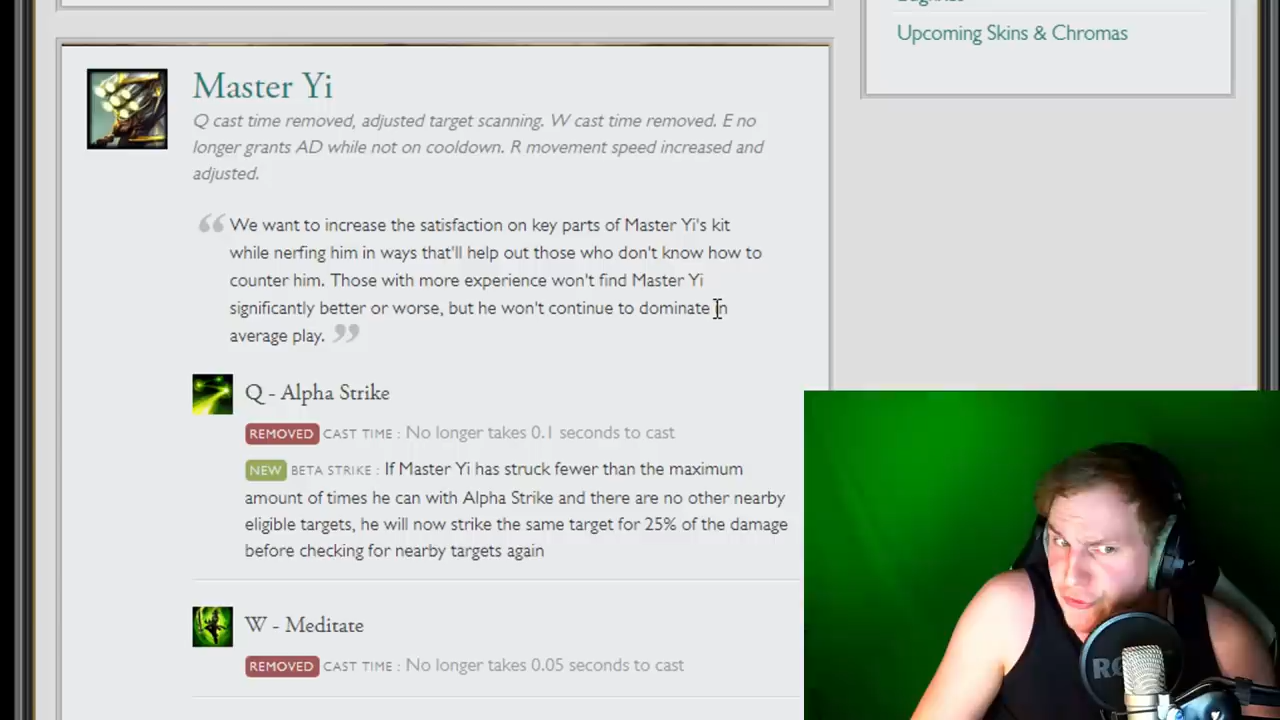 Upcoming Skins & Chromas
Master Yi
Q cast time removed, adjusted target scanning. W cast time removed. E no
longer grants AD while not on cooldown. R movement speed increased and
adjusted.
“ We want to increase the satisfaction on key parts of Master Yi's kit
while nerfing him in ways that'll help out those who don't know how to
counter him. Those with more experience won't find Master Yi
significantly better or worse, but he won't continue to dominate in
average play. ”
Q - Alpha Strike
REMOVED CAST TIME : No longer takes 0.1 seconds to cast
NEW BETA STRIKE : If Master Yi has struck fewer than the maximum
amount of times he can with Alpha Strike and there are no other nearby
eligible targets, he will now strike the same target for 25% of the damage
before checking for nearby targets again
W - Meditate
REMOVED CAST TIME : No longer takes 0.05 seconds to cast